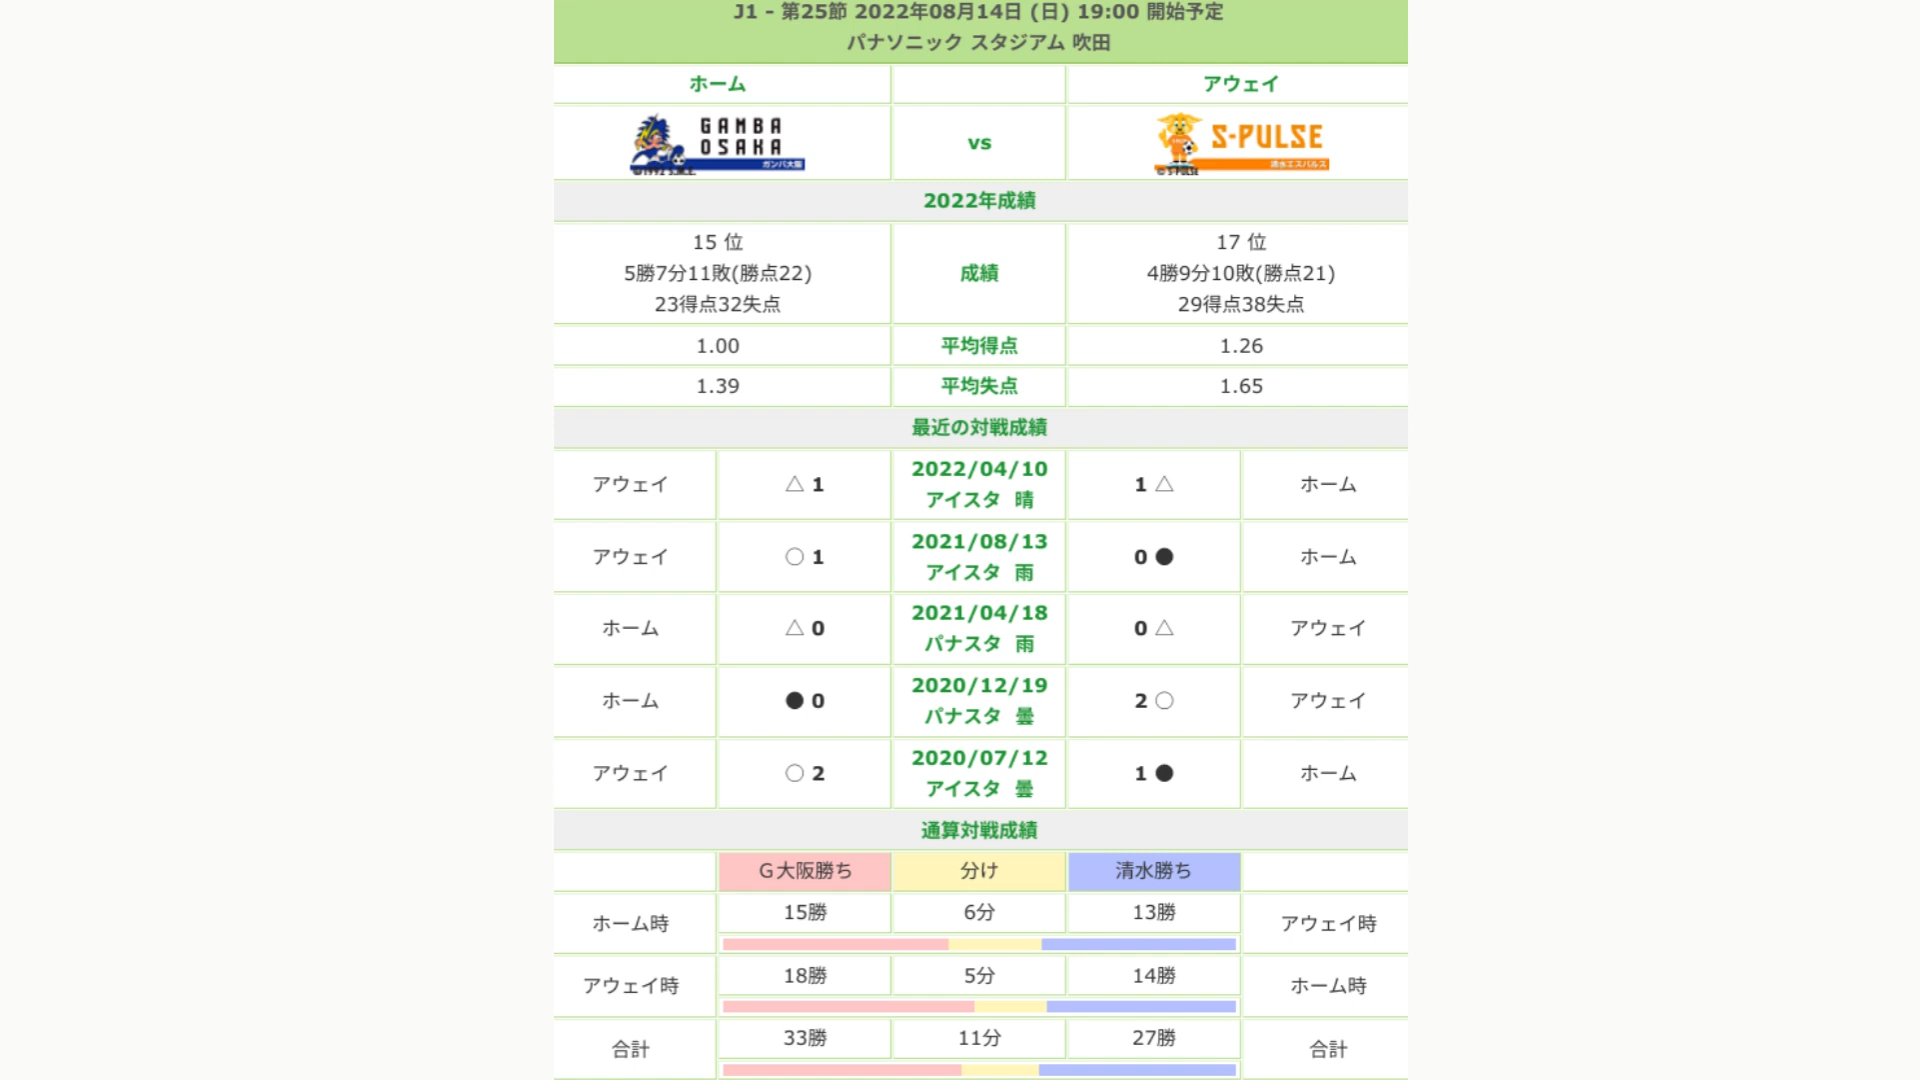 J1 - 第25節 2022年08月14日 (日) 19:00 開始予定
パナソニック スタジアム 吹田
ホーム アウェイ
GAMBA
OSAKA
ガンバ大阪
©1992 S.M.E.
vs
S-PULSE
清水エスパルス
© S-PULSE
2022年成績
15 位
5勝7分11敗(勝点22)
23得点32失点
成績
17 位
4勝9分10敗(勝点21)
29得点38失点
1.00 平均得点 1.26
1.39 平均失点 1.65
最近の対戦成績
アウェイ △ 1 2022/04/10 アイスタ 晴 1 △ ホーム
アウェイ ○ 1 2021/08/13 アイスタ 雨 0 ● ホーム
ホーム △ 0 2021/04/18 パナスタ 雨 0 △ アウェイ
ホーム ● 0 2020/12/19 パナスタ 曇 2 ○ アウェイ
アウェイ ○ 2 2020/07/12 アイスタ 曇 1 ● ホーム
通算対戦成績
G大阪勝ち 分け 清水勝ち
ホーム時 15勝 6分 13勝 アウェイ時
アウェイ時 18勝 5分 14勝 ホーム時
合計 33勝 11分 27勝 合計